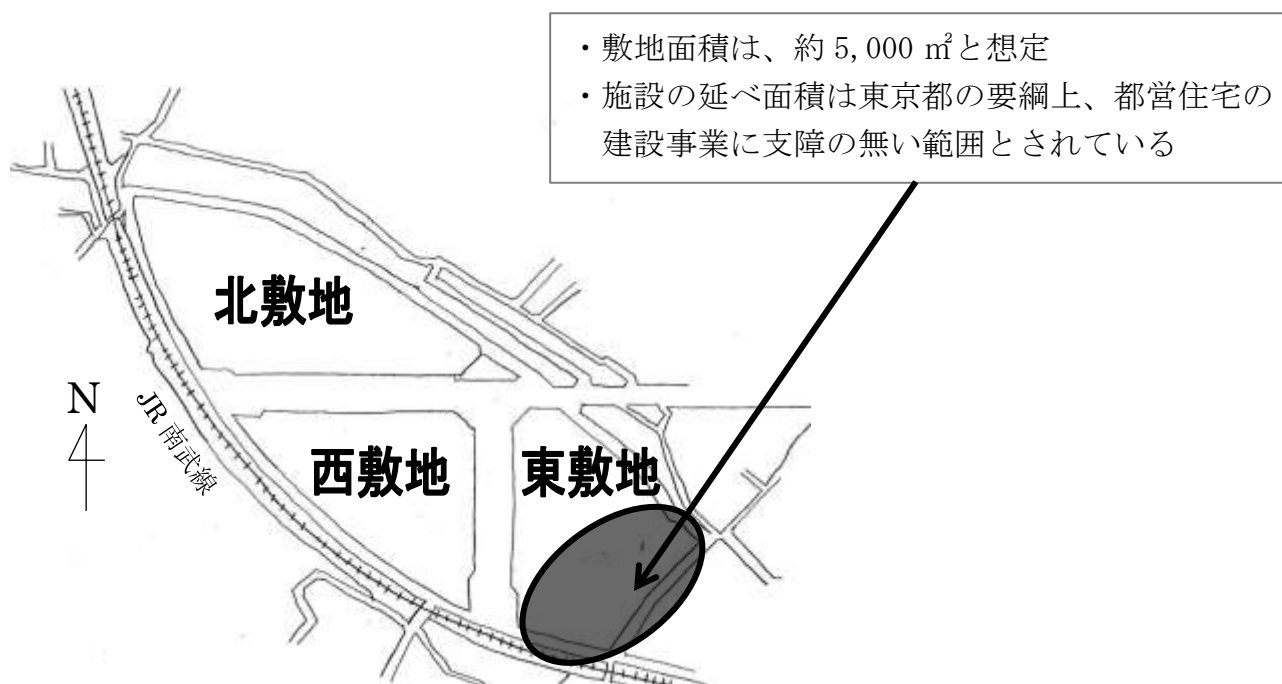 ・敷地面積は、約5,000 ㎡と想定
・施設の延べ面積は東京都の要綱上、都営住宅の
建設事業に支障の無い範囲とされている
北敷地
N
JR 南武線
西敷地
東敷地